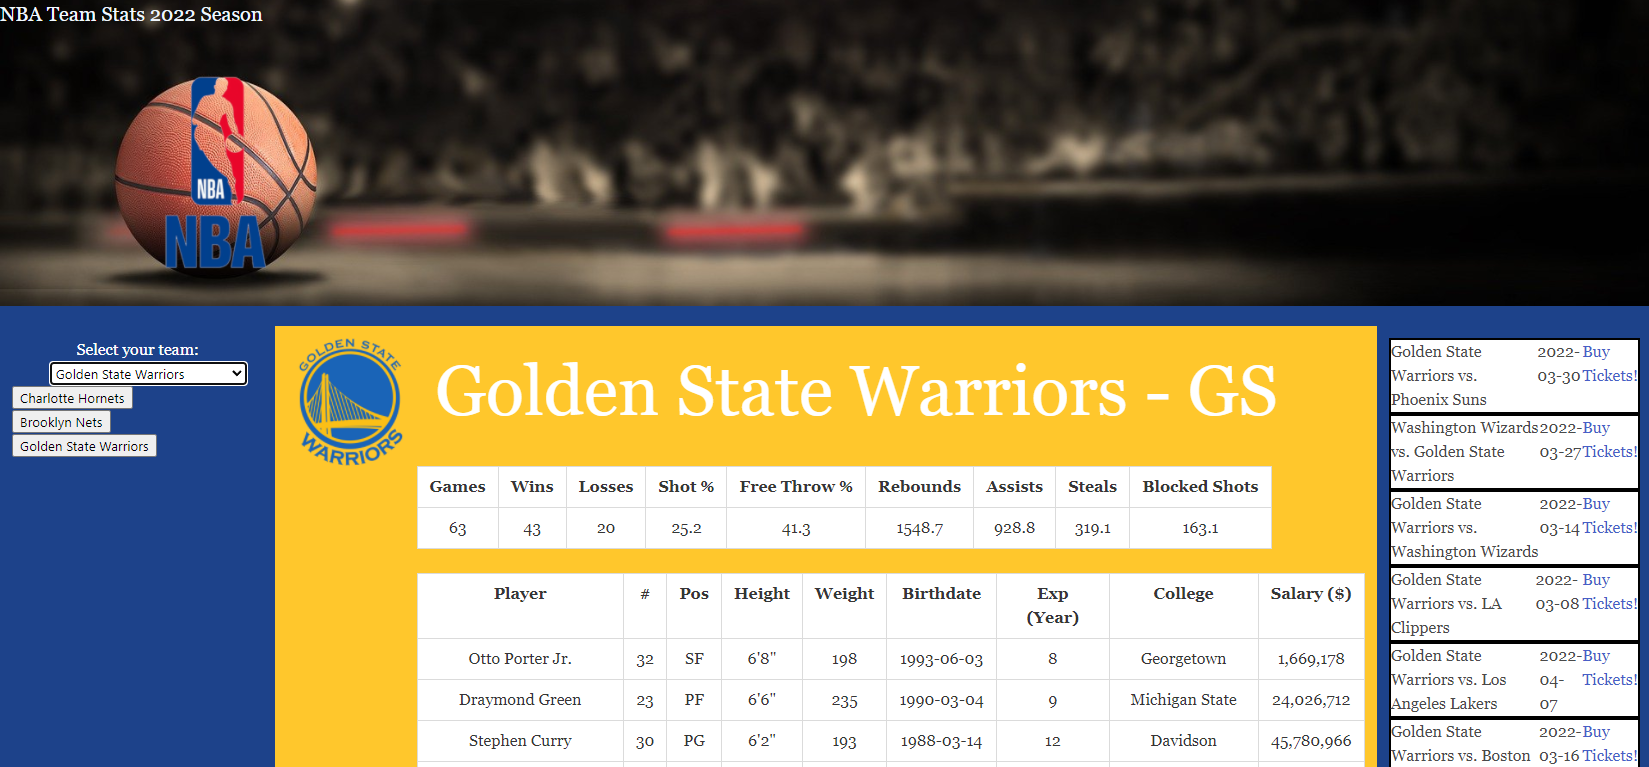 NBA Team Stats 2022 Season
NBA
NBA
Select your team:
Golden State Warriors
Charlotte Hornets
Brooklyn Nets
Golden State Warriors
GOLDEN STATE
WARRIORS
Golden State Warriors - GS
Games Wins Losses Shot % Free Throw % Rebounds Assists Steals Blocked Shots
63 43 20 25.2 41.3 1548.7 928.8 319.1 163.1
Player # Pos Height Weight Birthdate Exp College Salary ($)
(Year)
Otto Porter Jr. 32 SF 6'8" 198 1993-06-03 8 Georgetown 1,669,178
Draymond Green 23 PF 6'6" 235 1990-03-04 9 Michigan State 24,026,712
Stephen Curry 30 PG 6'2" 193 1988-03-14 12 Davidson 45,780,966
Golden State 2022- Buy
Warriors vs. 03-30 Tickets!
Phoenix Suns
Washington Wizards 2022- Buy
vs. Golden State 03-27 Tickets!
Warriors
Golden State 2022- Buy
Warriors vs. 03-14 Tickets!
Washington Wizards
Golden State 2022- Buy
Warriors vs. LA 03-08 Tickets!
Clippers
Golden State 2022- Buy
Warriors vs. Los 04- Tickets!
Angeles Lakers 07
Golden State 2022- Buy
Warriors vs. Boston 03-16 Tickets!